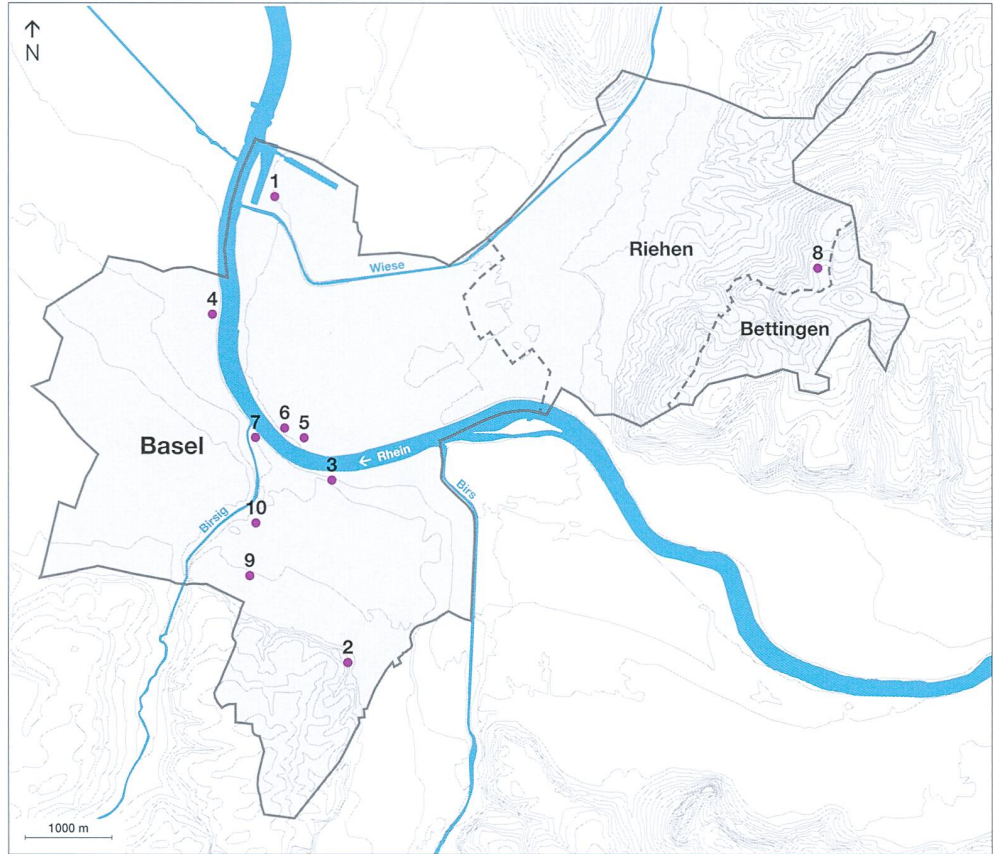 N
1
Wiese
Riehen
8
4
Bettingen
6
5
7
Basel
← Rhein
3
Birs
10
Birsig
9
2
1000 m